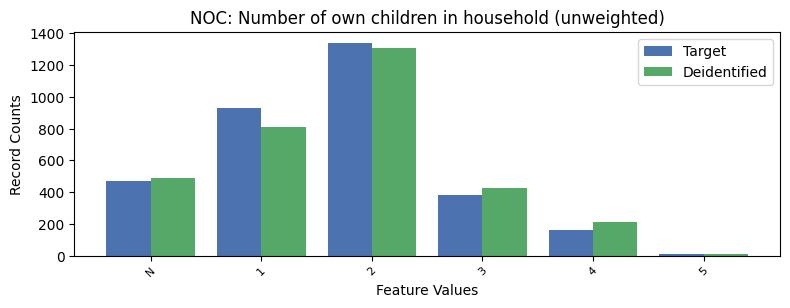 NOC: Number of own children in household (unweighted)
Target
Deidentified
Record Counts
1400
1200
1000
800
600
400
200
0
N
1
2
3
4
5
Feature Values